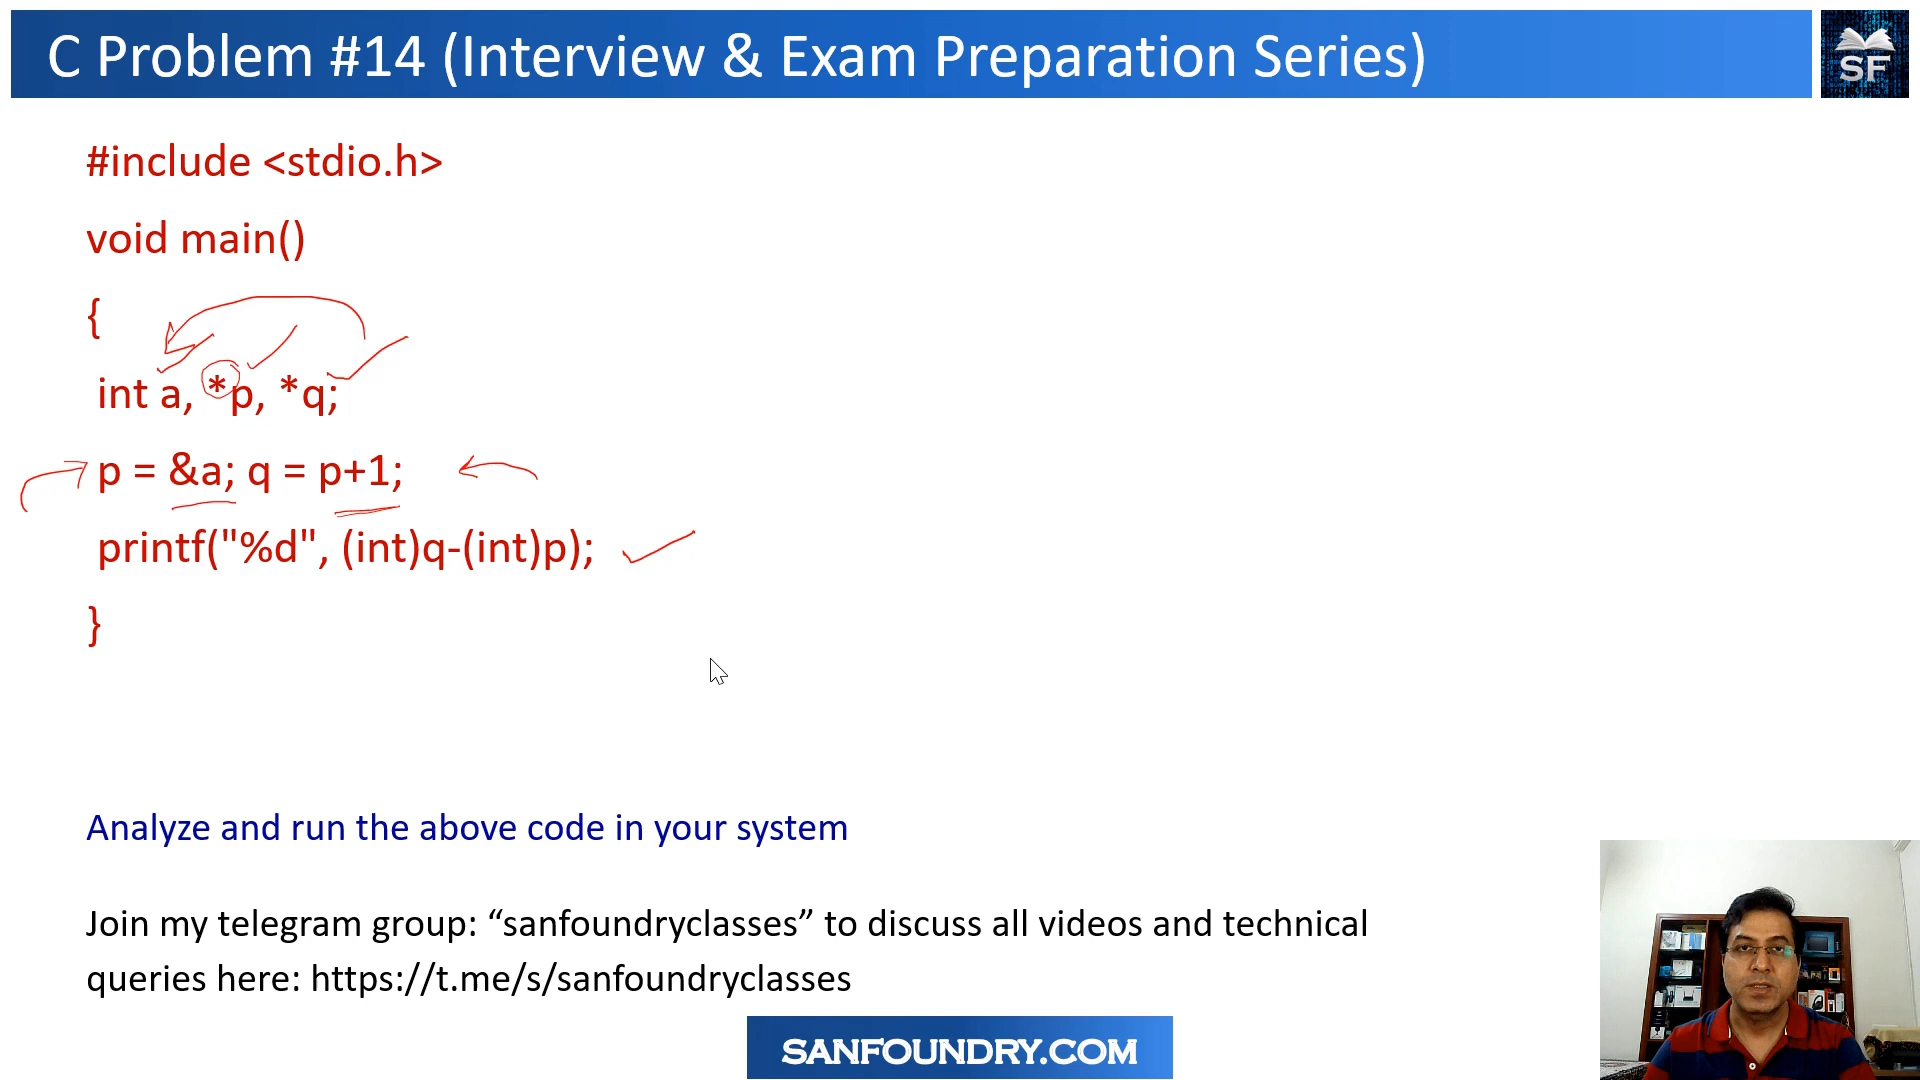 C Problem #14 (Interview & Exam Preparation Series)
SF
#include <stdio.h>
void main()
{
int a, *p, *q;
p = &a; q = p+1;
printf("%d", (int)q-(int)p);
}
Analyze and run the above code in your system
Join my telegram group: “sanfoundryclasses” to discuss all videos and technical
queries here: https://t.me/s/sanfoundryclasses
SANFOUNDRY.COM